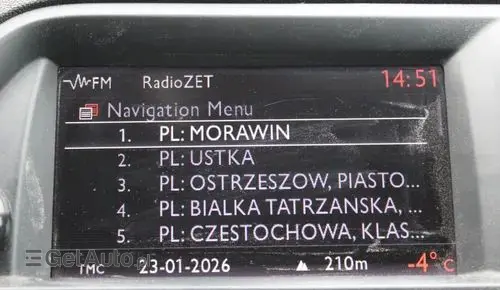 FM RadioZET 14:51
Navigation Menu
1. PL: MORAWIN
2. PL: USTKA
3. PL: OSTRZESZOW, PIASTO...
4. PL: BIALKA TATRZANSKA, ...
5. PL: CZESTOCHOWA, KLAS...
TMC 23-01-2026 210m -4°C
GetAuto